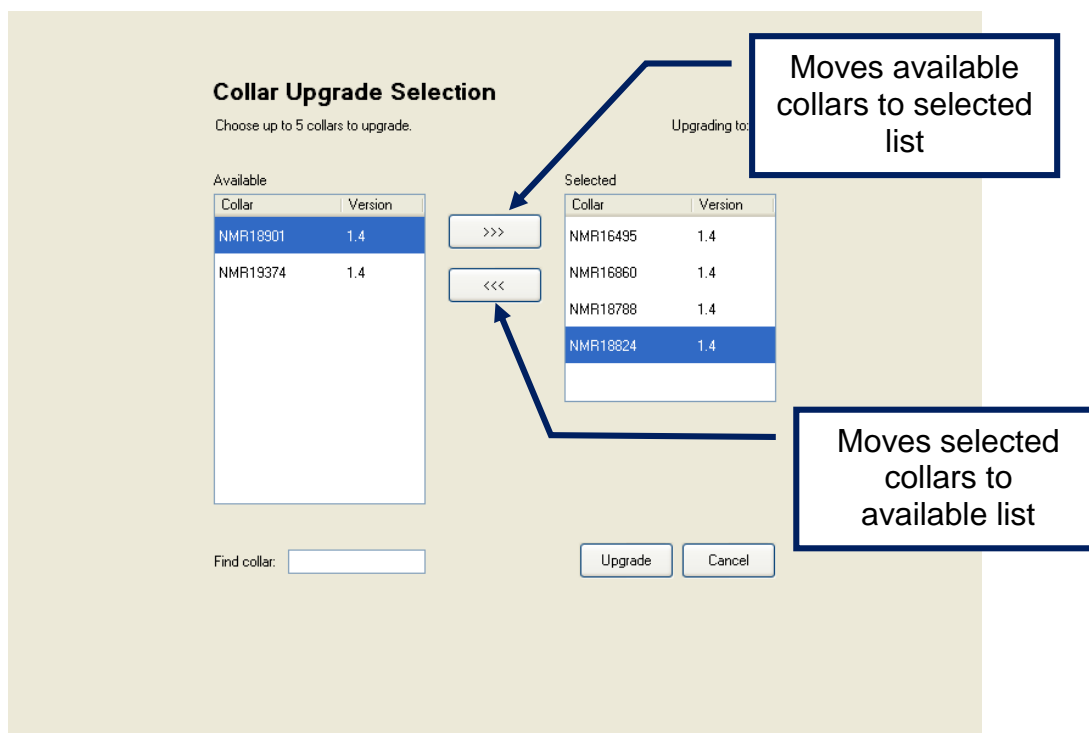 Moves available
collars to selected
list
Collar Upgrade Selection
Choose up to 5 collars to upgrade.
Upgrading to:
Available
Selected
Collar Version
Collar Version
NMR18901 1.4
>>>
NMR16495 1.4
NMR19374 1.4
<<<
NMR16860 1.4
NMR18788 1.4
NMR18824 1.4
Moves selected
collars to
available list
Find collar:
Upgrade
Cancel